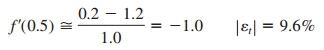 f′(0.5) ≅ (0.2 − 1.2) / 1.0 = −1.0   |εₜ| = 9.6%